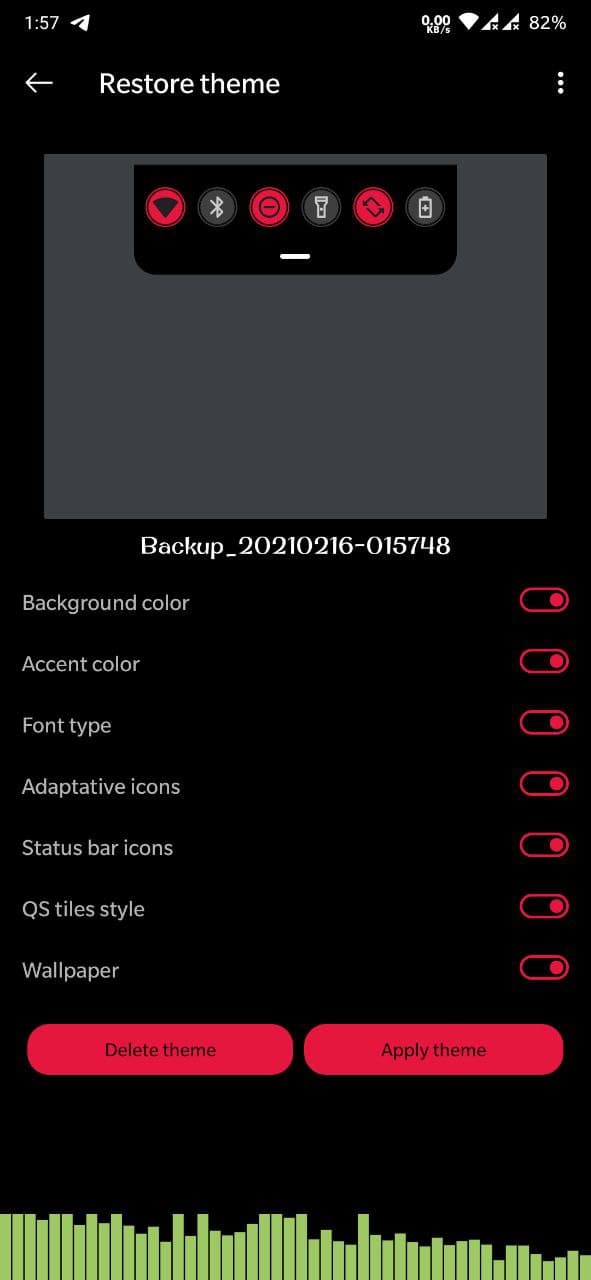 1:57 0.00 KB/s 82%
Restore theme
Backup_20210216-015748
Background color
Accent color
Font type
Adaptative icons
Status bar icons
QS tiles style
Wallpaper
Delete theme Apply theme